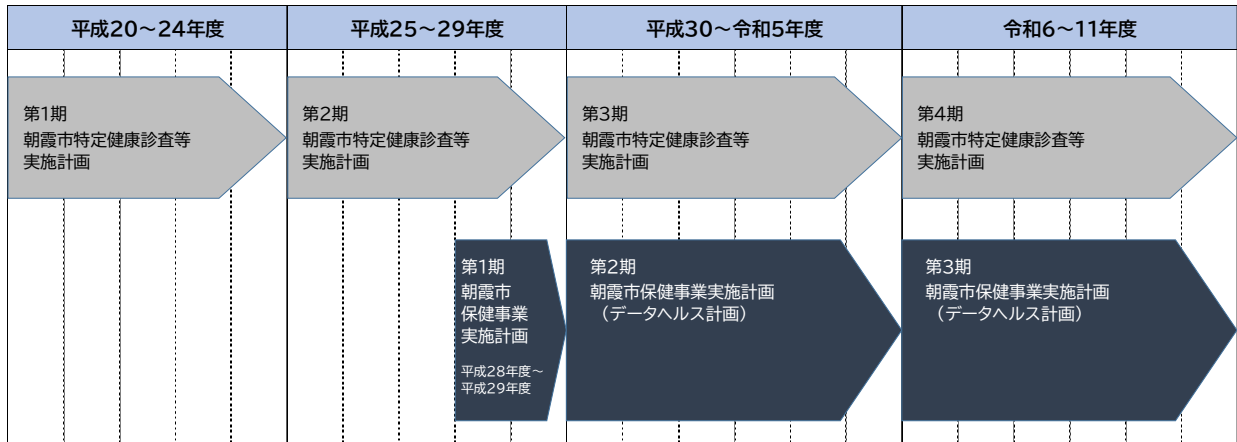 平成20～24年度
平成25～29年度
平成30～令和5年度
令和6～11年度
第1期
朝霞市特定健康診査等
実施計画
第2期
朝霞市特定健康診査等
実施計画
第3期
朝霞市特定健康診査等
実施計画
第4期
朝霞市特定健康診査等
実施計画
第1期
朝霞市
保健事業
実施計画
平成28年度～
平成29年度
第2期
朝霞市保健事業実施計画
（データヘルス計画）
第3期
朝霞市保健事業実施計画
（データヘルス計画）